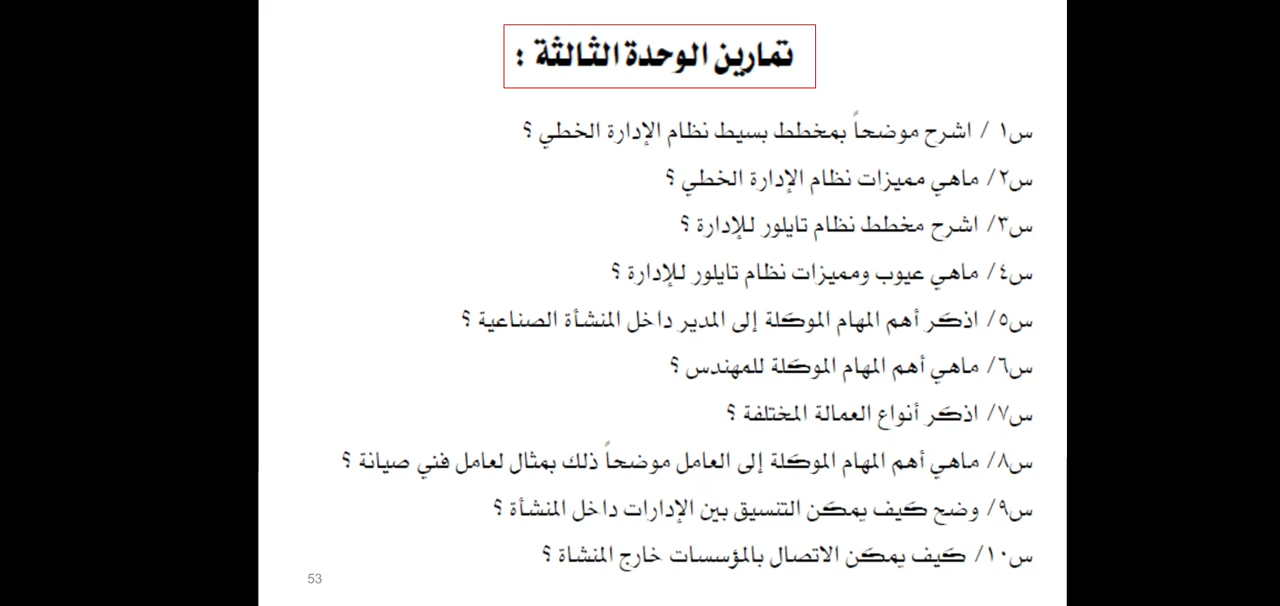 تمارين الوحدة الثالثة :
س١ / اشرح موضحاً بمخطط بسيط نظام الإدارة الخطي ؟
س٢/ ماهي مميزات نظام الإدارة الخطي ؟
س٣/ اشرح مخطط نظام تايلور للإدارة ؟
س٤/ ماهي عيوب ومميزات نظام تايلور للإدارة ؟
س٥/ اذكر أهم المهام الموكلة إلى المدير داخل المنشأة الصناعية ؟
س٦/ ماهي أهم المهام الموكلة للمهندس ؟
س٧/ اذكر أنواع العمالة المختلفة ؟
س٨/ ماهي أهم المهام الموكلة إلى العامل موضحاً ذلك بمثال لعامل فني صيانة ؟
س٩/ وضح كيف يمكن التنسيق بين الإدارات داخل المنشأة ؟
س١٠/ كيف يمكن الاتصال بالمؤسسات خارج المنشاة ؟
53